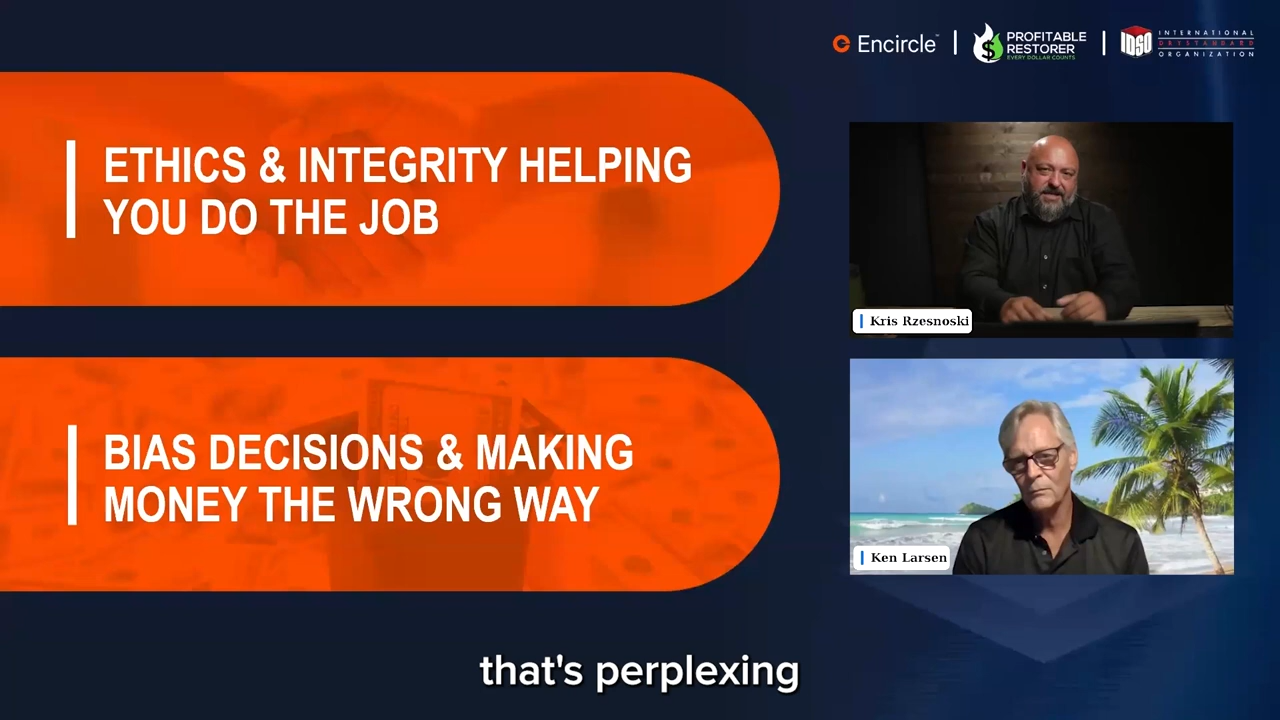 Encircle
PROFITABLE
RESTORER
EVERY DOLLAR COUNTS
IDSO
INTERNATIONAL
DRYSTANDARD
ORGANIZATION
ETHICS & INTEGRITY HELPING
YOU DO THE JOB
BIAS DECISIONS & MAKING
MONEY THE WRONG WAY
Kris Rzesnoski
Ken Larsen
that's perplexing